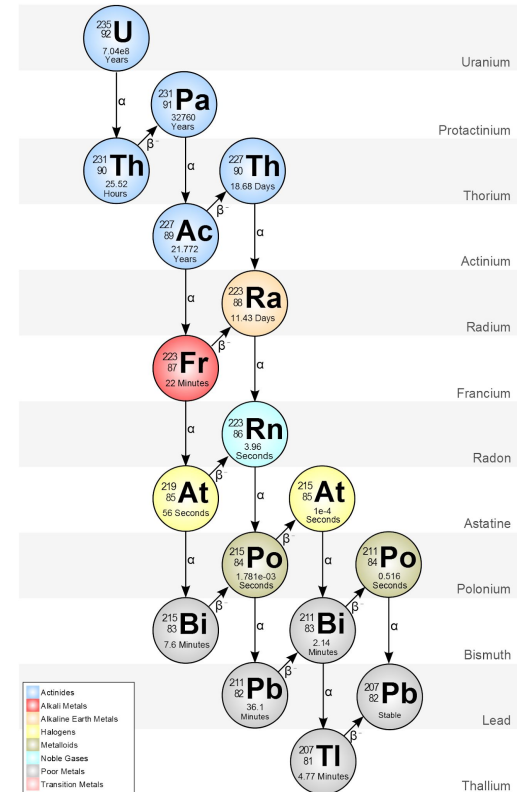 235
92 U
7.04e8
Years
Uranium
α
231
91 Pa
32760
Years
Protactinium
β⁻
231
90 Th
25.52
Hours
α
227
90 Th
18.68 Days
Thorium
β⁻
227
89 Ac
21.772
Years
α
Actinium
223
88 Ra
11.43 Days
α
Radium
β⁻
223
87 Fr
22 Minutes
α
Francium
223
86 Rn
3.96
Seconds
α
Radon
β⁻
219
85 At
56 Seconds
α
215
85 At
1e-4
Seconds
Astatine
β⁻
215
84 Po
1.781e-03
Seconds
α
α
211
84 Po
0.516
Seconds
Polonium
β⁻
215
83 Bi
7.6 Minutes
α
211
83 Bi
2.14
Minutes
β⁻
α
Bismuth
211
82 Pb
36.1
Minutes
β⁻
α
207
82 Pb
Stable
Lead
β⁻
207
81 Tl
4.77 Minutes
Thallium
Actinides
Alkali Metals
Alkaline Earth Metals
Halogens
Metalloids
Noble Gases
Poor Metals
Transition Metals